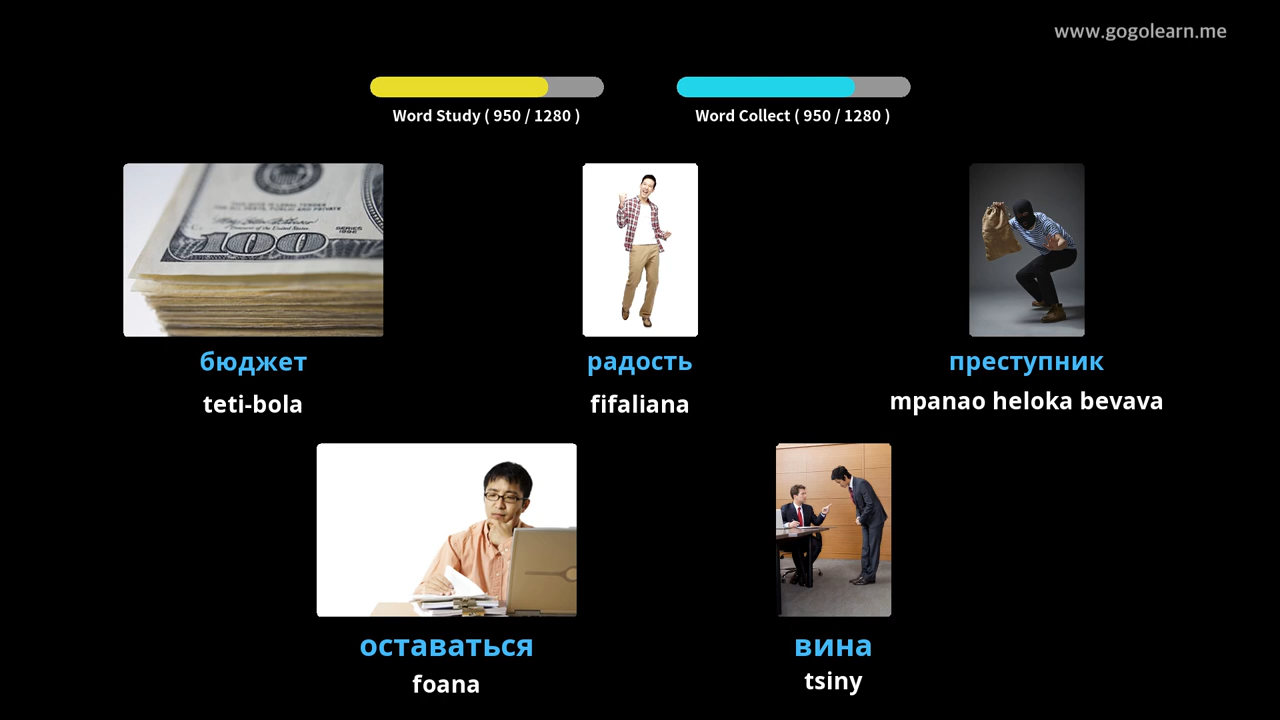 www.gogolearn.me
Word Study ( 950 / 1280 )
Word Collect ( 950 / 1280 )
100
бюджет
радость
преступник
teti-bola
fifaliana
mpanao heloka bevava
оставаться
вина
foana
tsiny